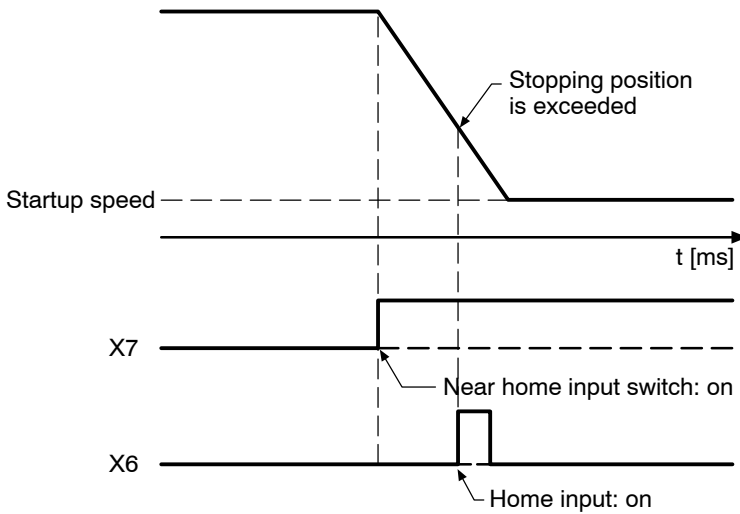 Stopping position
is exceeded
Startup speed
t [ms]
X7
Near home input switch: on
X6
Home input: on